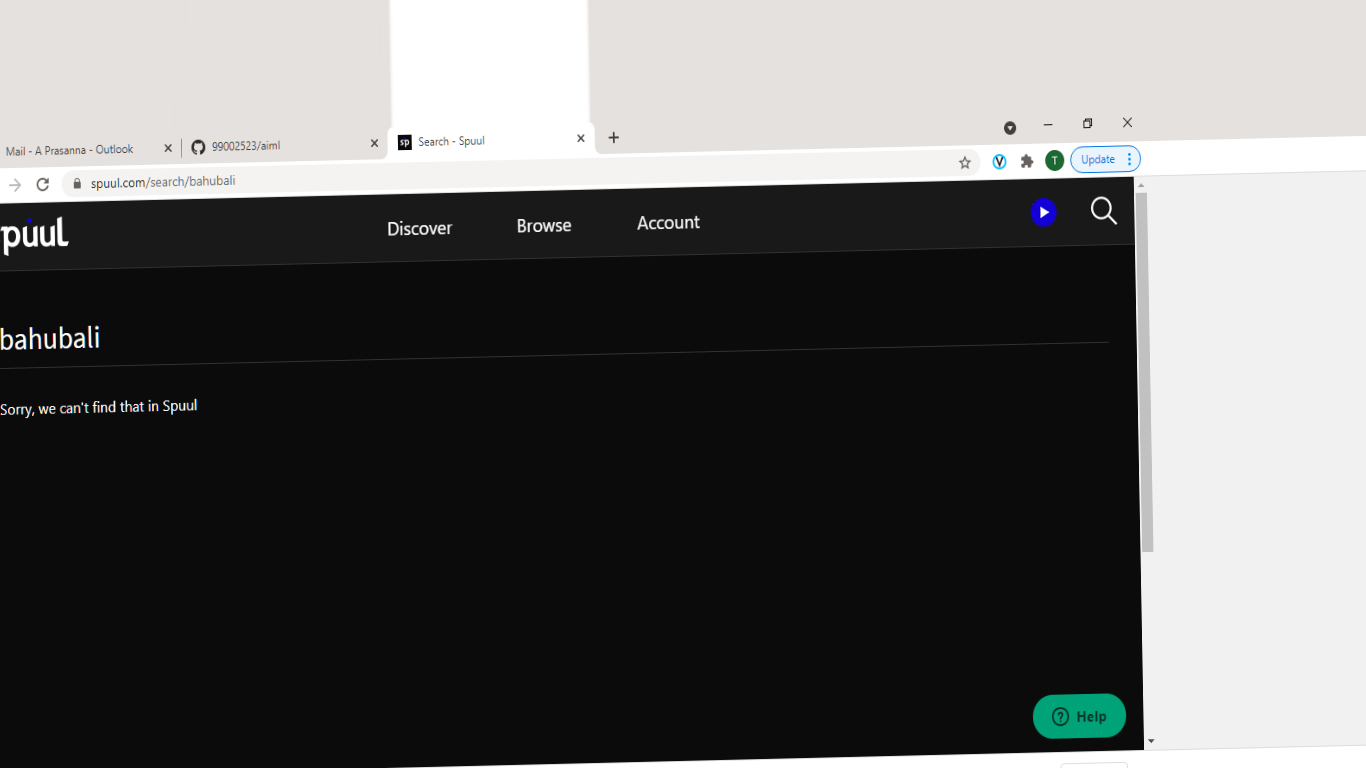 Mail - A Prasanna - Outlook
99002523/aiml
sp Search - Spuul
spuul.com/search/bahubali
T
Update
puul
Discover Browse Account
bahubali
Sorry, we can't find that in Spuul
? Help